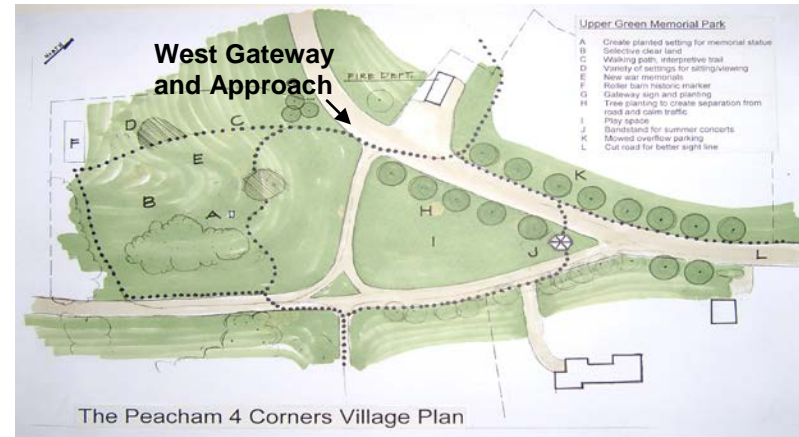 NORTH
West Gateway
and Approach
FIRE DEPT.
Upper Green Memorial Park
A Create planted setting for memorial statue
B Selective clear land
C Walking path, interpretive trail
D Variety of settings for sitting/viewing
E New war memorials
F Roller barn historic marker
G Gateway sign and planting
H Tree planting to create separation from
road and calm traffic
I Play space
J Bandstand for summer concerts
K Mowed overflow parking
L Cut road for better sight line
D
C
F
E
K
B
A
H
I
J
L
The Peacham 4 Corners Village Plan